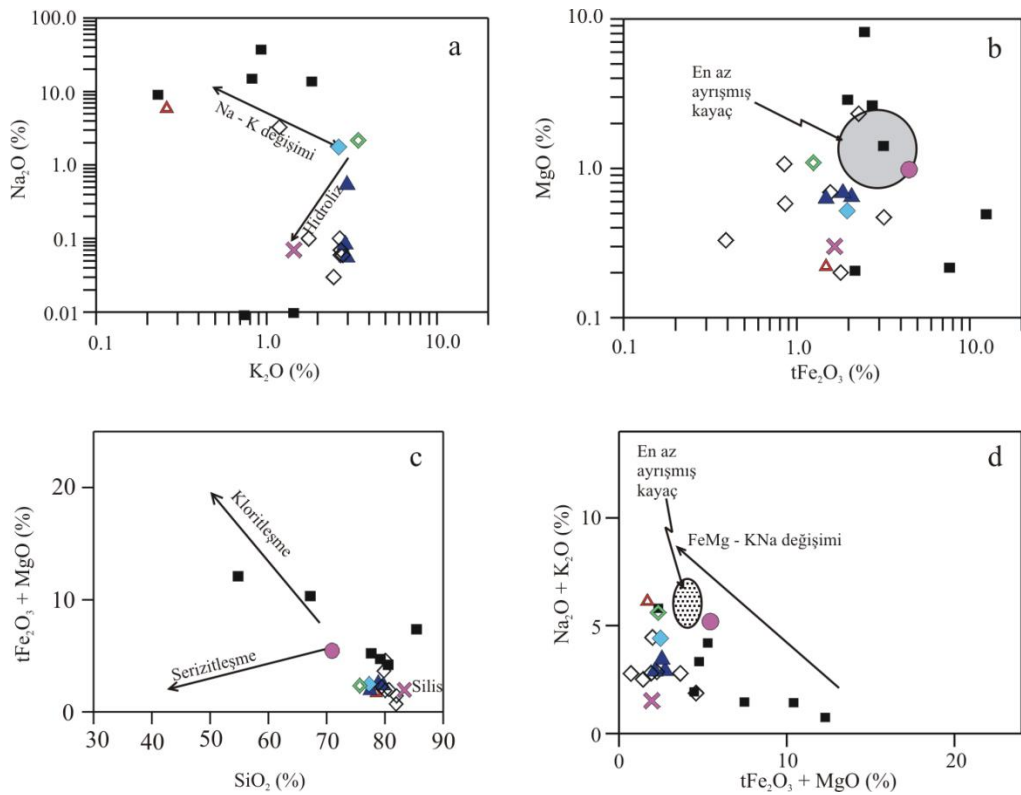 a
100.0
10.0
1.0
0.1
0.01
Na₂O (%)
Na - K değişimi
Hidroliz
0.1
1.0
10.0
K₂O (%)
b
10.0
1.0
0.1
MgO (%)
En az
ayrışmış
kayaç
0.1
1.0
10.0
tFe₂O₃ (%)
c
20
10
0
tFe₂O₃ + MgO (%)
Kloritleşme
Serizitleşme
Silis
30
30
40
50
60
70
80
90
SiO₂ (%)
d
En az
ayrışmış
kayaç
FeMg - KNa değişimi
10
5
0
Na₂O + K₂O (%)
0
10
20
tFe₂O₃ + MgO (%)